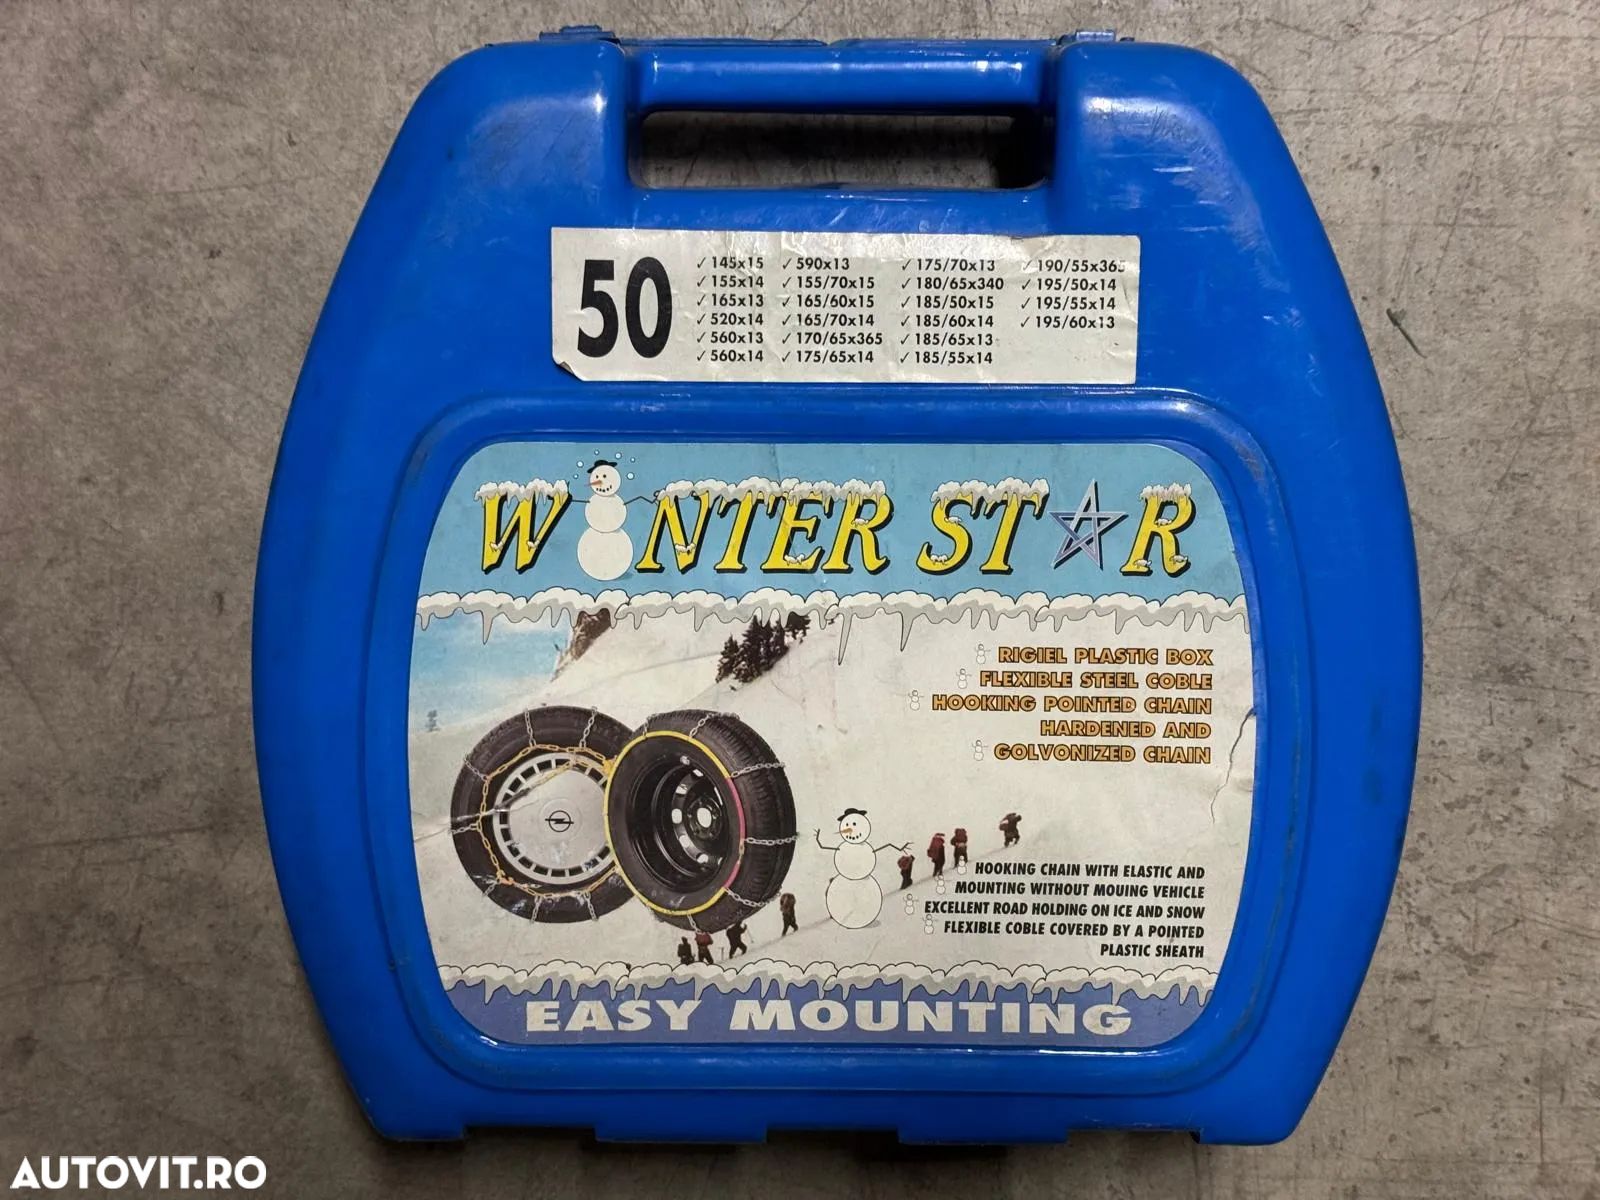 50
✓ 145x15
✓ 155x14
✓ 165x13
✓ 520x14
✓ 560x13
✓ 560x14
✓ 590x13
✓ 155/70x15
✓ 165/60x15
✓ 165/70x14
✓ 170/65x365
✓ 175/65x14
✓ 175/70x13
✓ 180/65x340
✓ 185/50x15
✓ 185/60x14
✓ 185/65x13
✓ 185/55x14
✓ 190/55x365
✓ 195/50x14
✓ 195/55x14
✓ 195/60x13
WINTER STAR
RIGIEL PLASTIC BOX
FLEXIBLE STEEL COBLE
HOOKING POINTED CHAIN
HARDENED AND
GOLVONIZED CHAIN
HOOKING CHAIN WITH ELASTIC AND
MOUNTING WITHOUT MOUING VEHICLE
EXCELLENT ROAD HOLDING ON ICE AND SNOW
FLEXIBLE COBLE COVERED BY A POINTED
PLASTIC SHEATH
EASY MOUNTING
AUTOVIT.RO